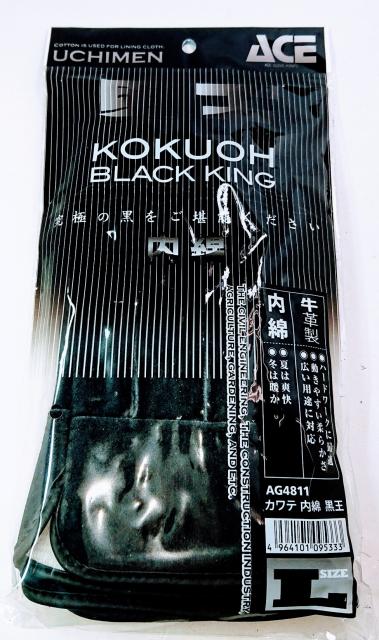 COTTON IS USED FOR LINING CLOTH.
UCHIMEN
ACE
KOKUOH
BLACK KING
究極の黒をご堪能ください
内綿
THE CIVIL ENGINEERING, THE CONSTRUCTION INDUSTRY,
AGRICULTURE, GARDENING, AND ETC.
牛革製
●ハードワークに最適
●動きやすい柔らかさ
●広い用途に対応
内綿
●夏は爽快
●冬は暖か
AG4811
カワテ 内綿 黒王
4 964101 095333
L SIZE